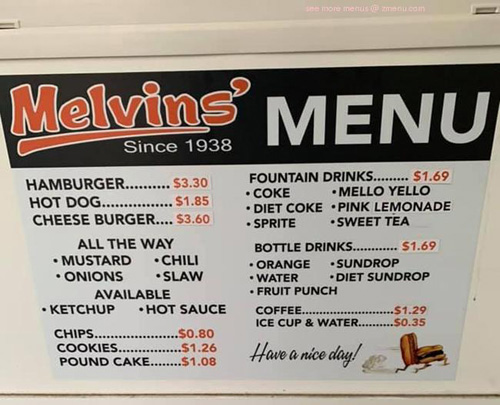 see more menus @ zmenu.com
Melvins'
Since 1938
MENU
HAMBURGER.......... $3.30
HOT DOG................ $1.85
CHEESE BURGER.... $3.60
ALL THE WAY
• MUSTARD • CHILI
• ONIONS • SLAW
AVAILABLE
• KETCHUP • HOT SAUCE
CHIPS......................$0.80
COOKIES................$1.26
POUND CAKE........$1.08
FOUNTAIN DRINKS......... $1.69
• COKE • MELLO YELLO
• DIET COKE • PINK LEMONADE
• SPRITE • SWEET TEA
BOTTLE DRINKS............ $1.69
• ORANGE • SUNDROP
• WATER • DIET SUNDROP
• FRUIT PUNCH
COFFEE........................$1.29
ICE CUP & WATER.........$0.35
Have a nice day!